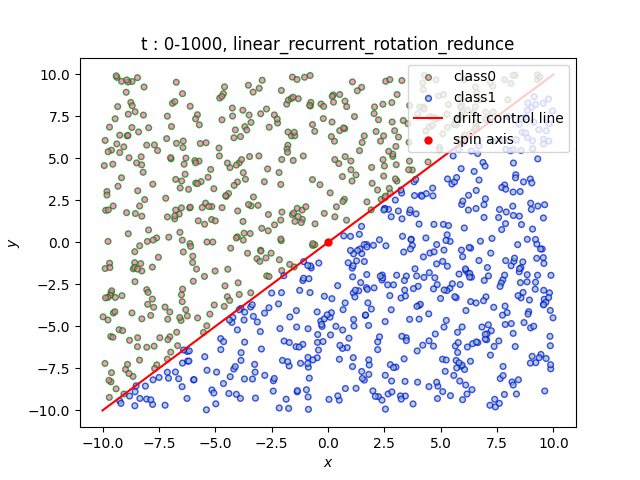 t : 0-1000, linear_recurrent_rotation_redunce
class0
class1
drift control line
spin axis
10.0
7.5
5.0
2.5
0.0
−2.5
−5.0
−7.5
−10.0
y
−10.0 −7.5 −5.0 −2.5 0.0 2.5 5.0 7.5 10.0
x